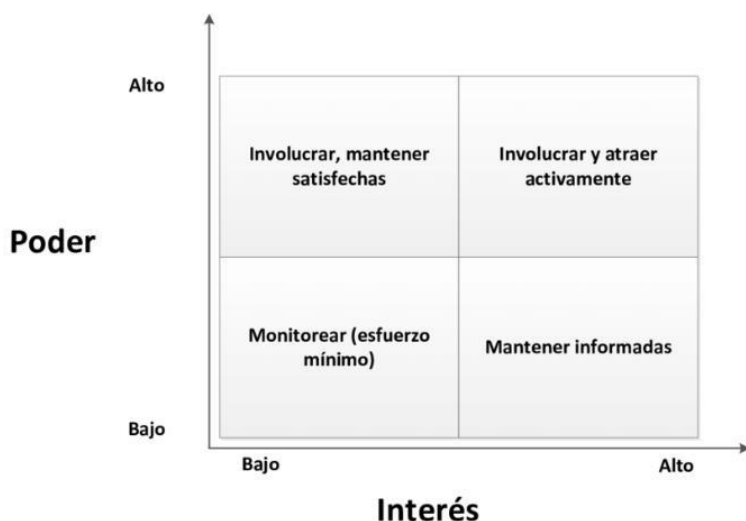 Alto
Involucrar, mantener
satisfechas
Involucrar y atraer
activamente
Poder
Monitorear (esfuerzo
mínimo)
Mantener informadas
Bajo
Bajo
Alto
Interés